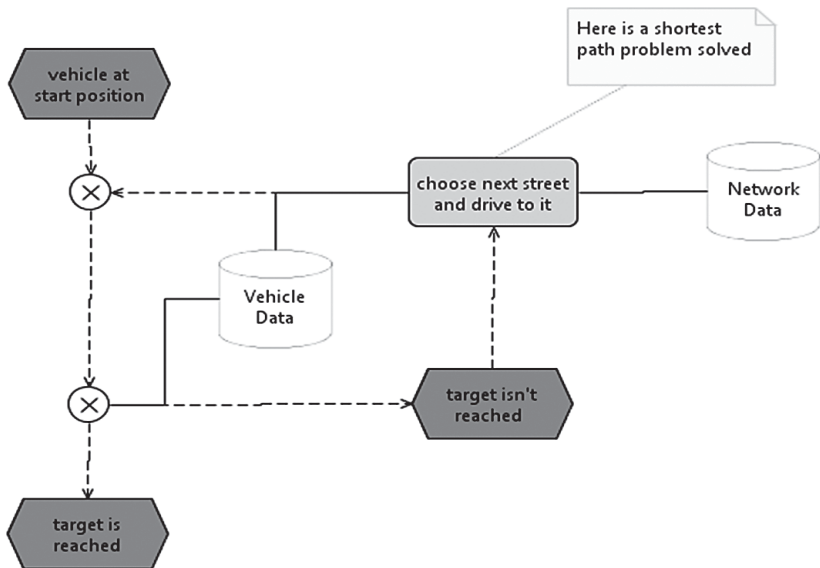 Here is a shortest
path problem solved
vehicle at
start position
choose next street
and drive to it
Network
Data
Vehicle
Data
target isn't
reached
target is
reached